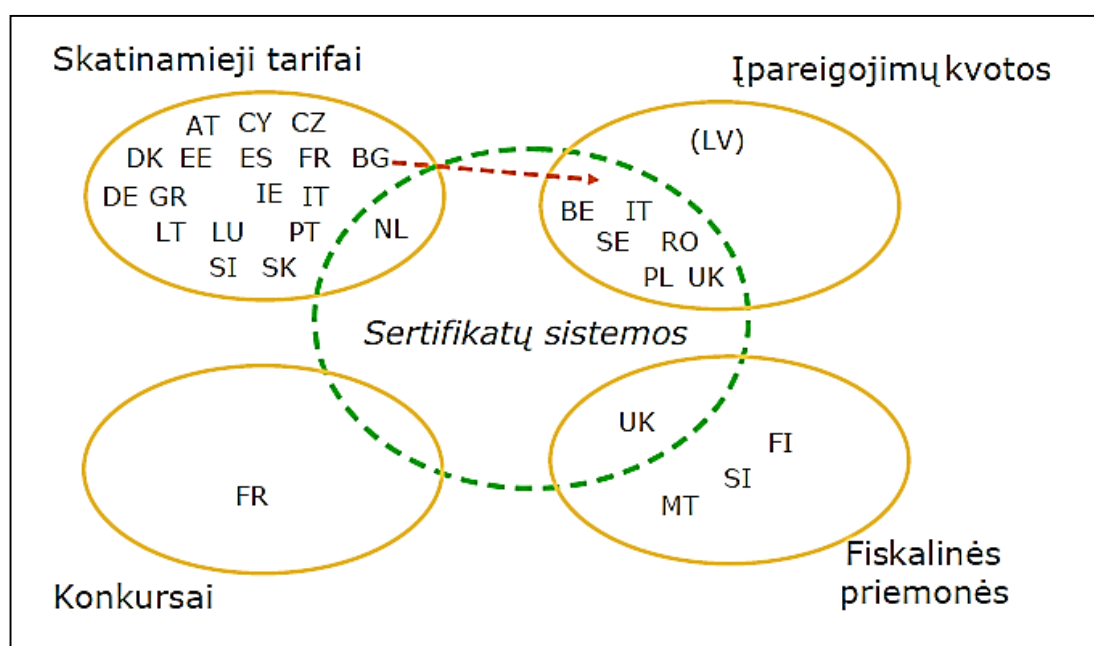 Skatinamieji tarifai
AT CY CZ
DK EE ES FR BG
DE GR IE IT
LT LU PT NL
SI SK
Įpareigojimų kvotos
(LV)
BE IT
SE RO
PL UK
Sertifikatų sistemos
FR
Konkursai
UK
FI
SI
MT
Fiskalinės
priemonės